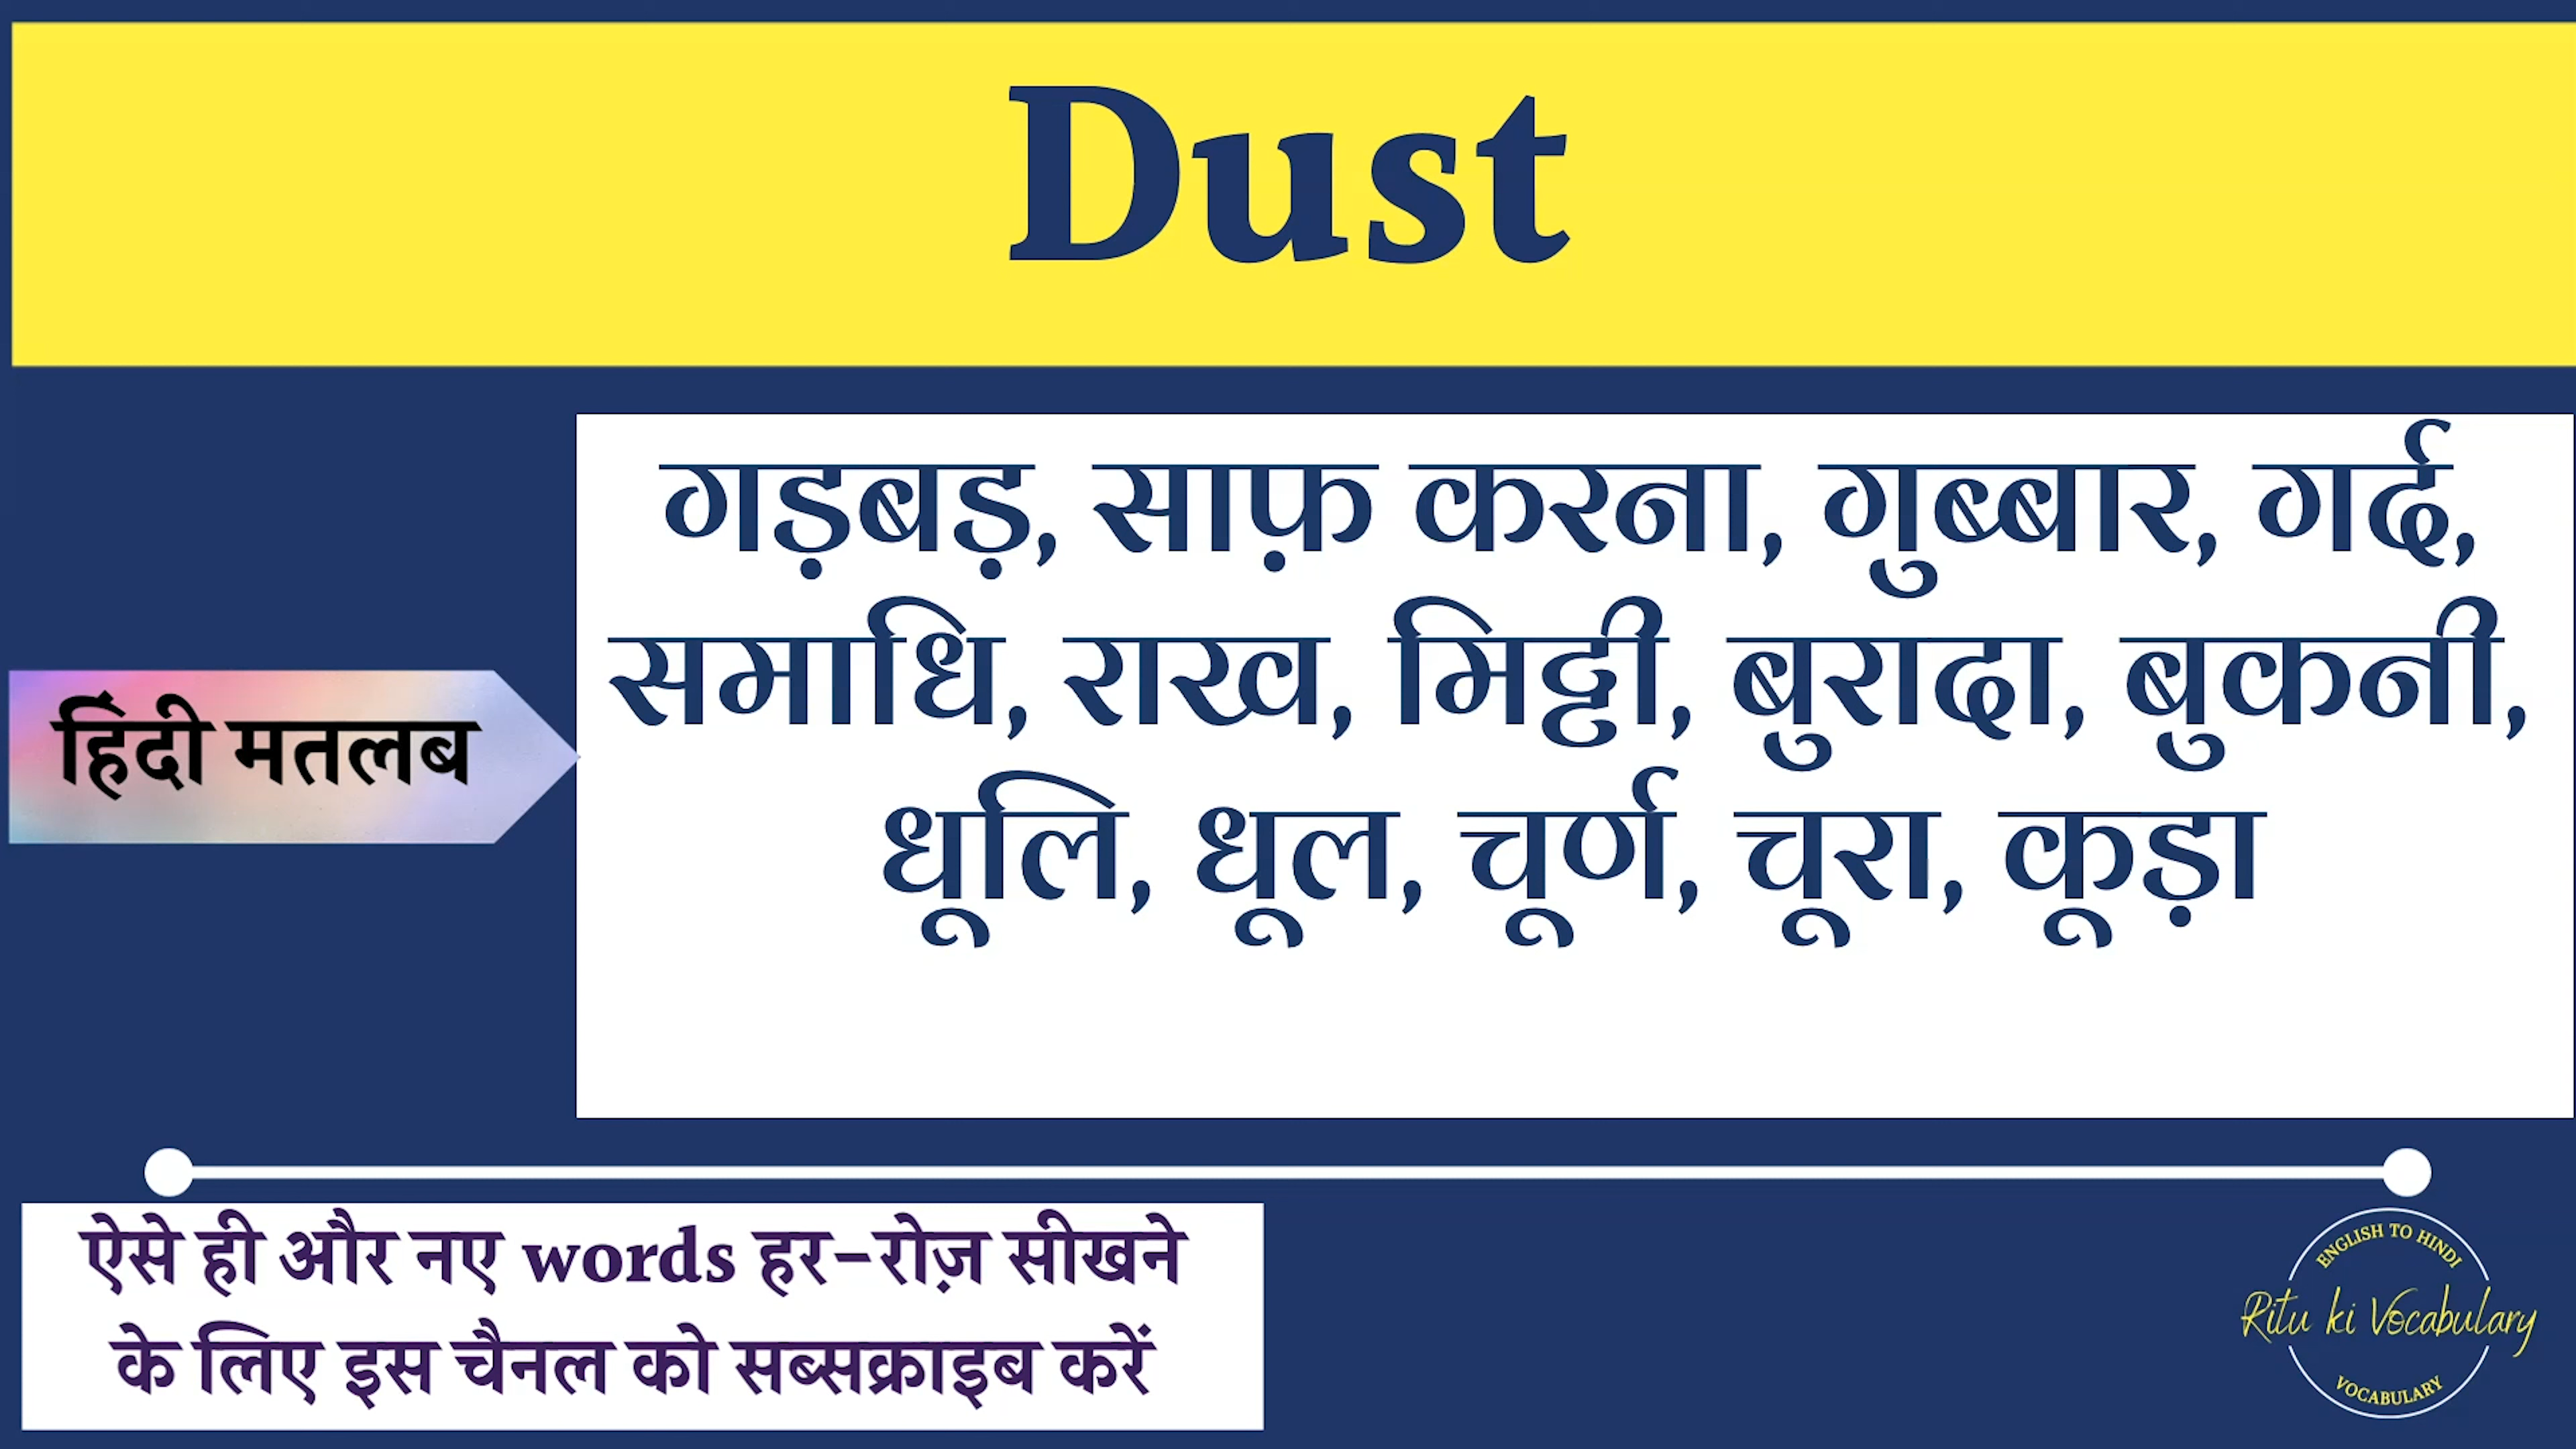 Dust
गड़बड़, साफ़ करना, गुब्बार, गर्द,
समाधि, राख, मिट्टी, बुरादा, बुकनी,
धूलि, धूल, चूर्ण, चूरा, कूड़ा
हिंदी मतलब
ऐसे ही और नए words हर-रोज़ सीखने
के लिए इस चैनल को सब्सक्राइब करें
ENGLISH TO HINDI
Ritu ki Vocabulary
VOCABULARY